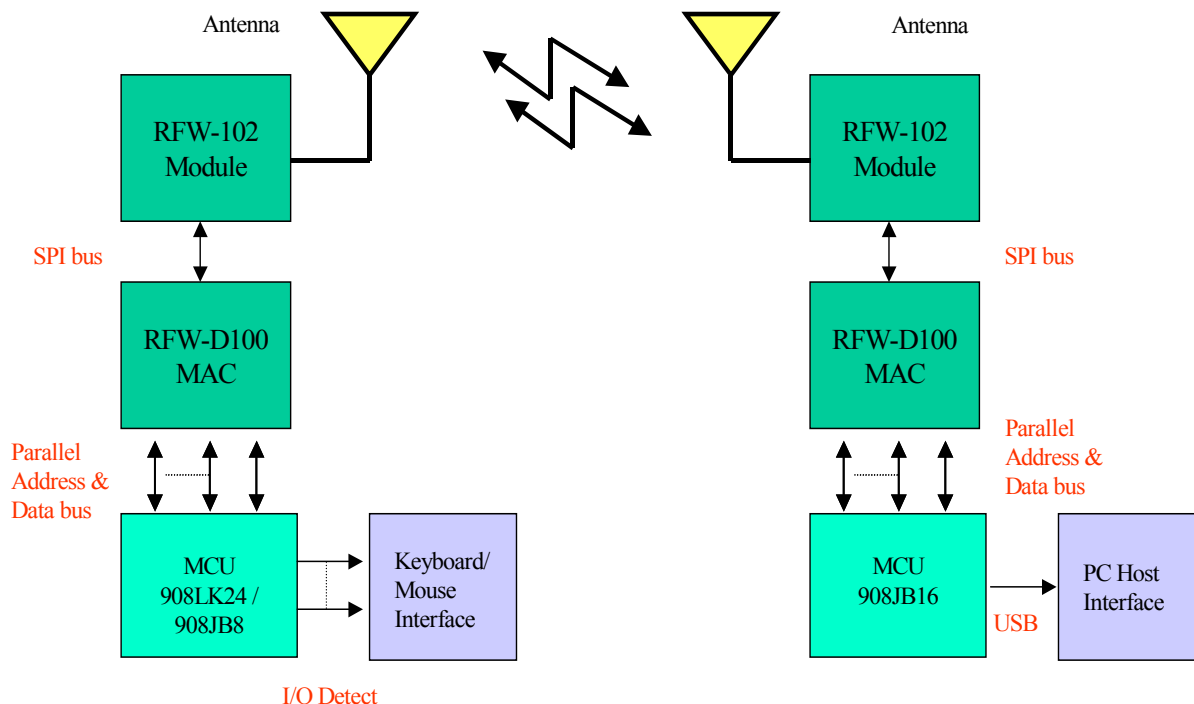 Antenna
Antenna
RFW-102
Module
RFW-102
Module
SPI bus
SPI bus
RFW-D100
MAC
RFW-D100
MAC
Parallel
Address &
Data bus
Parallel
Address &
Data bus
MCU
908LK24 /
908JB8
Keyboard/
Mouse
Interface
MCU
908JB16
USB
PC Host
Interface
I/O Detect